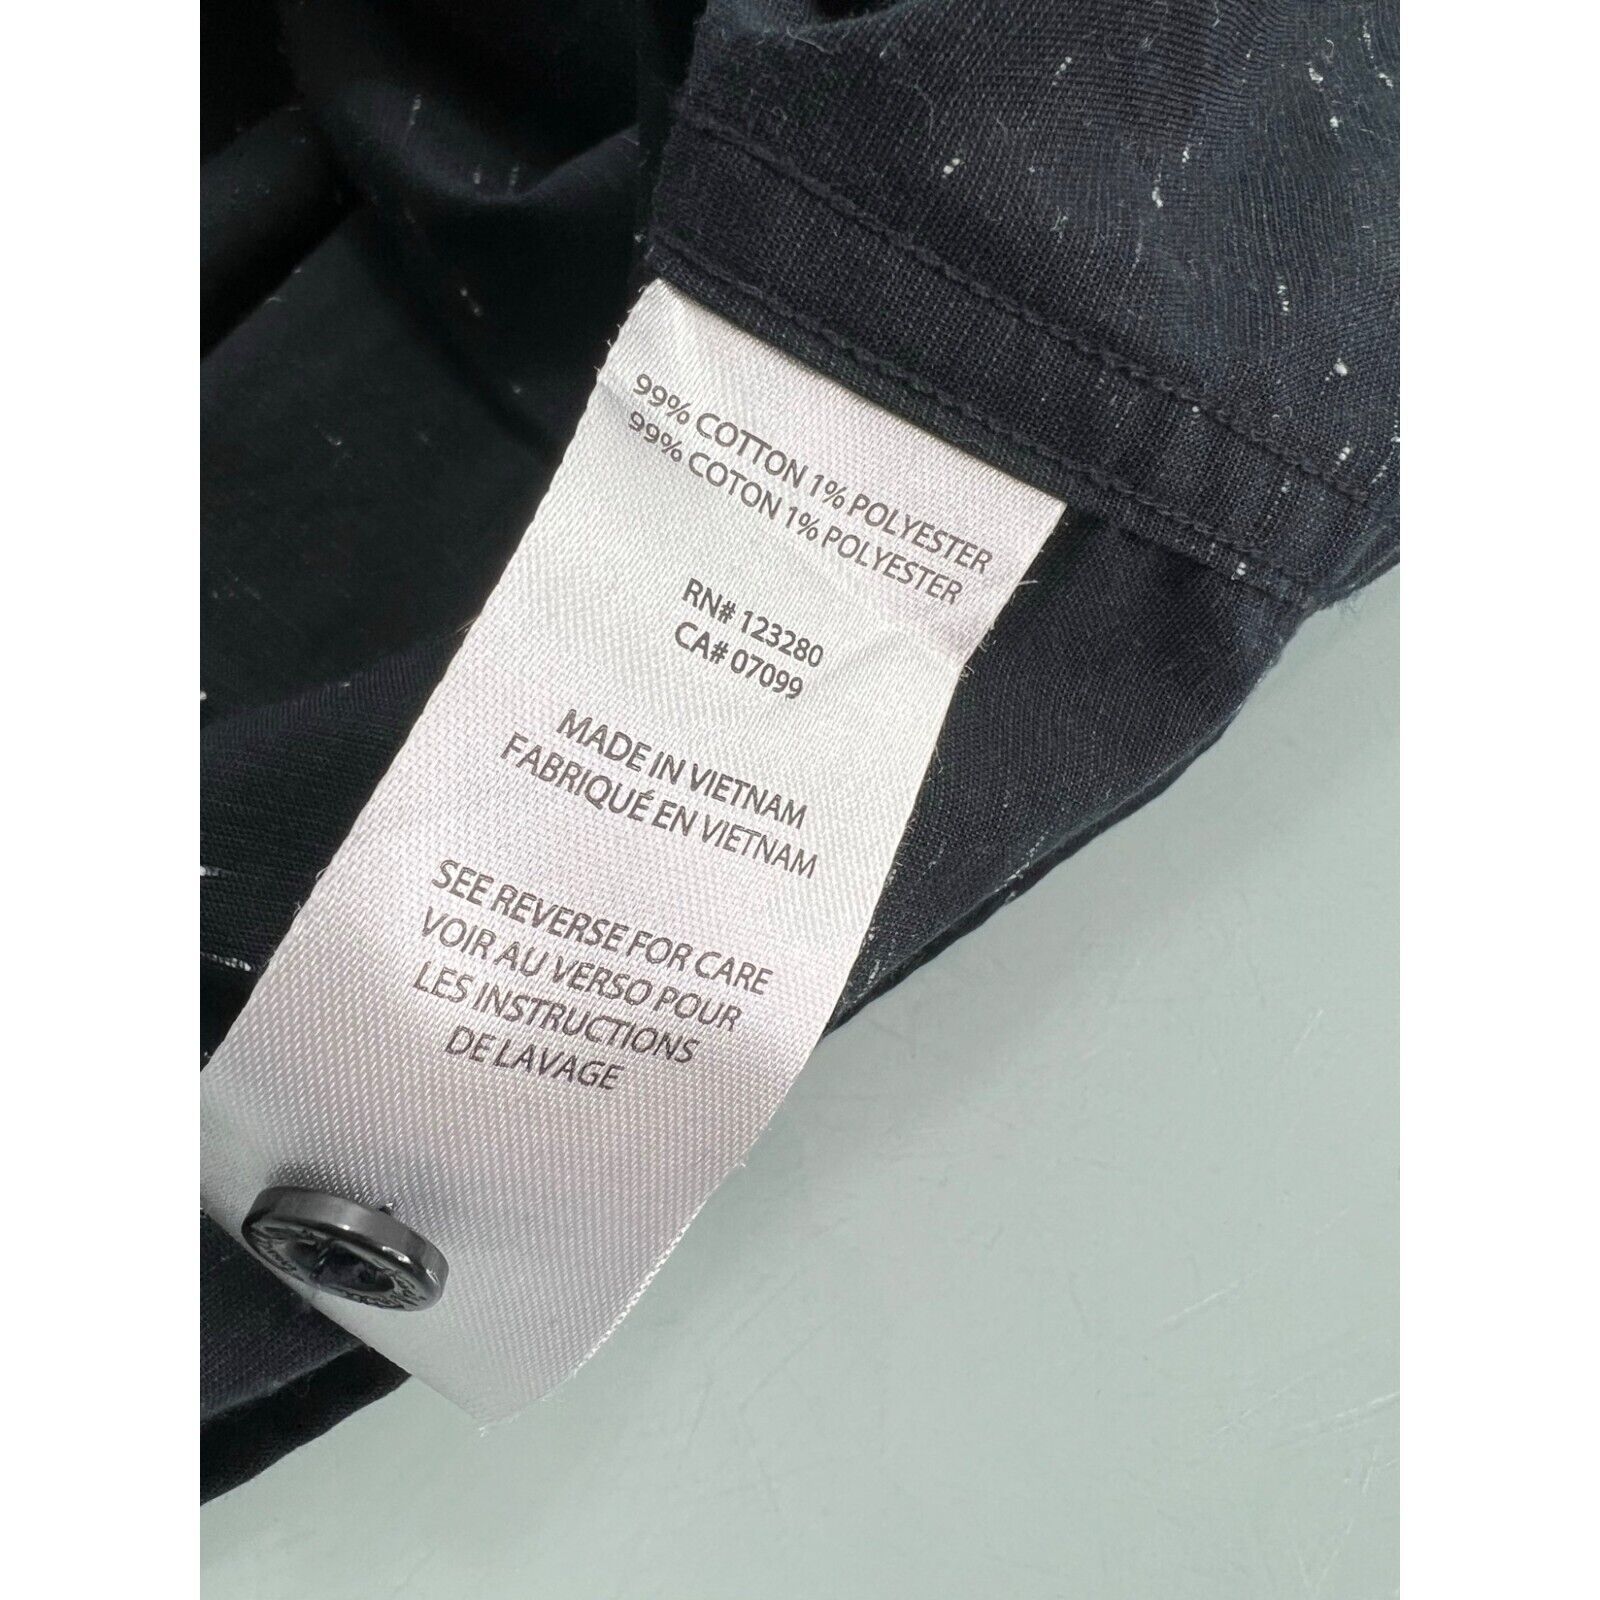 99% COTTON 1% POLYESTER
99% COTON 1% POLYESTER
RN# 123280
CA# 07099
MADE IN VIETNAM
FABRIQUÉ EN VIETNAM
SEE REVERSE FOR CARE
VOIR AU VERSO POUR
LES INSTRUCTIONS
DE LAVAGE